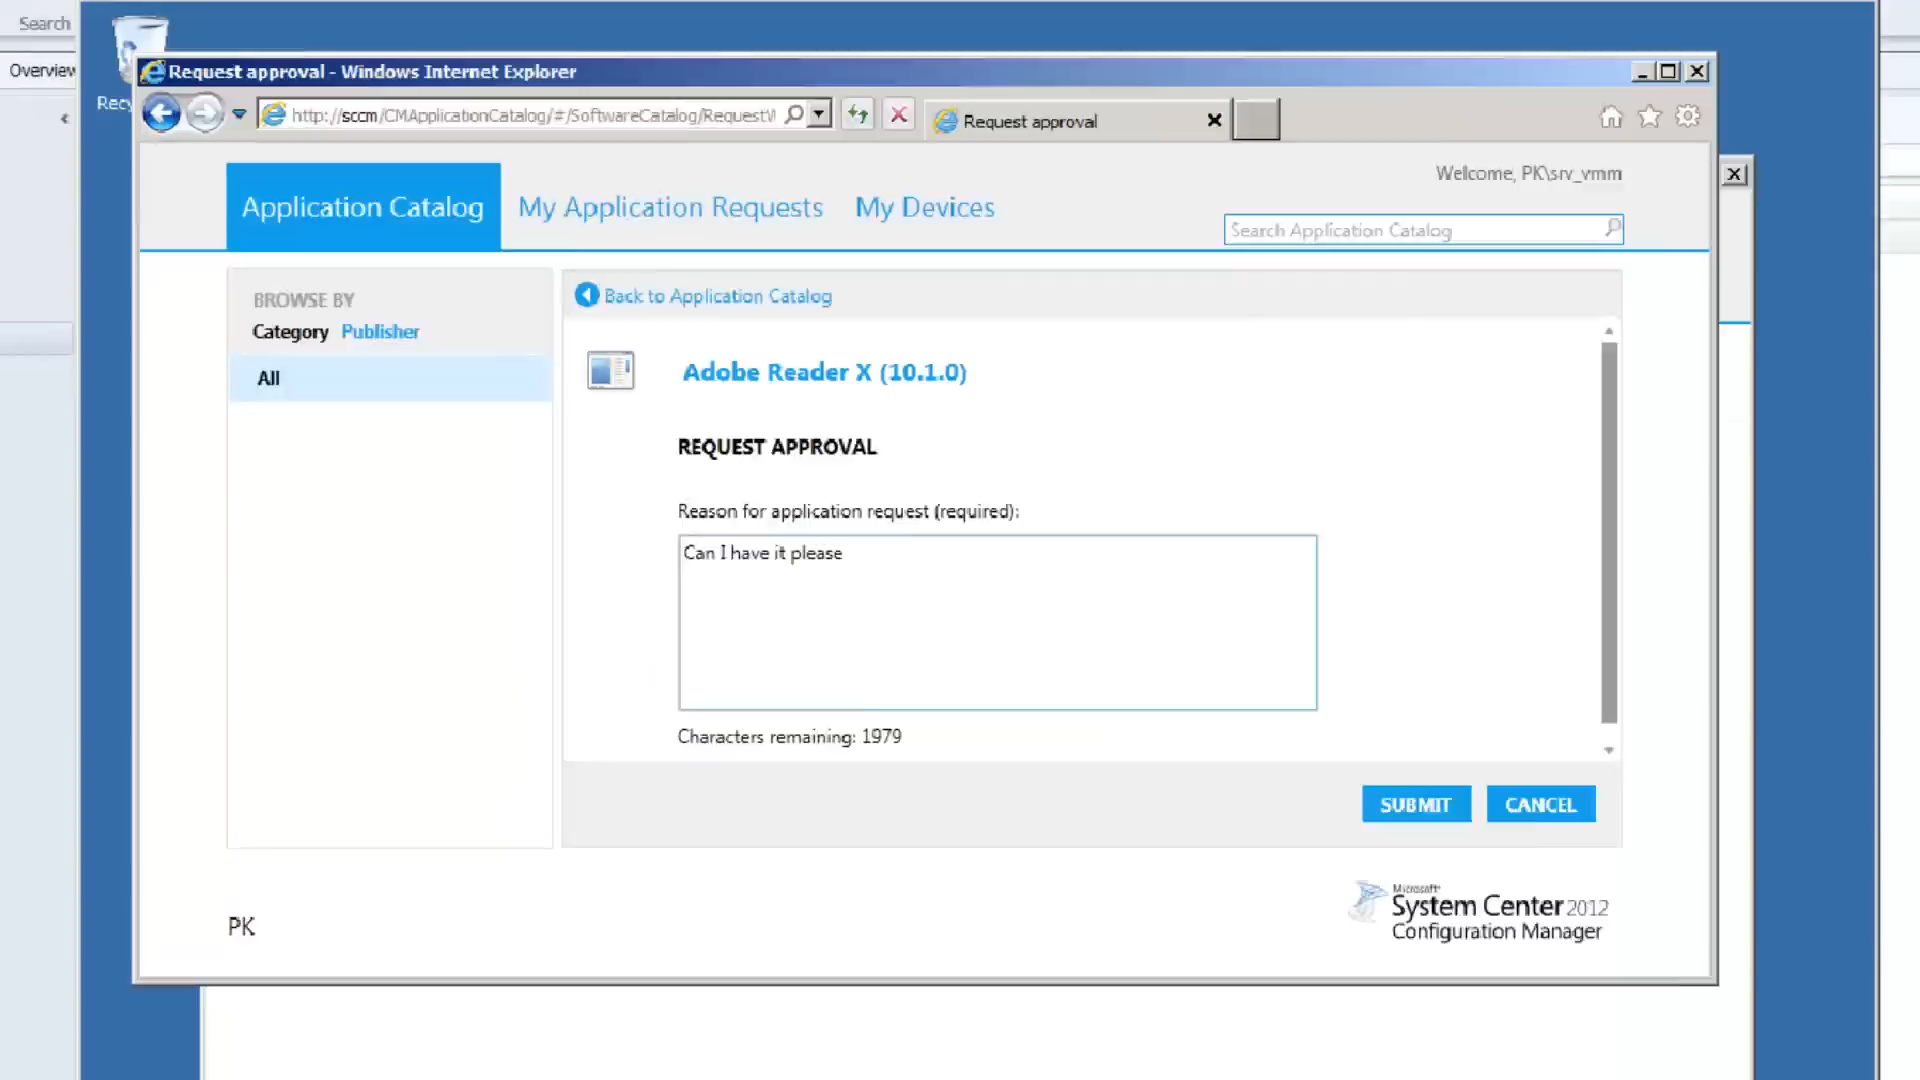 Search
Overview
Recy
Request approval - Windows Internet Explorer
http://sccm/CMApplicationCatalog/#/SoftwareCatalog/RequestW
Request approval
Welcome, PK\srv_vmm
Application Catalog
My Application Requests
My Devices
Search Application Catalog
BROWSE BY
Category Publisher
All
Back to Application Catalog
Adobe Reader X (10.1.0)
REQUEST APPROVAL
Reason for application request (required):
Can I have it please
Characters remaining: 1979
SUBMIT
CANCEL
PK
Microsoft
System Center 2012
Configuration Manager